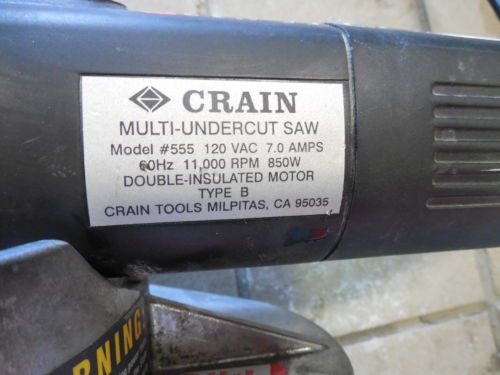 CRAIN
MULTI-UNDERCUT SAW
Model #555 120 VAC 7.0 AMPS
60Hz 11,000 RPM 850W
DOUBLE-INSULATED MOTOR
TYPE B
CRAIN TOOLS MILPITAS, CA 95035